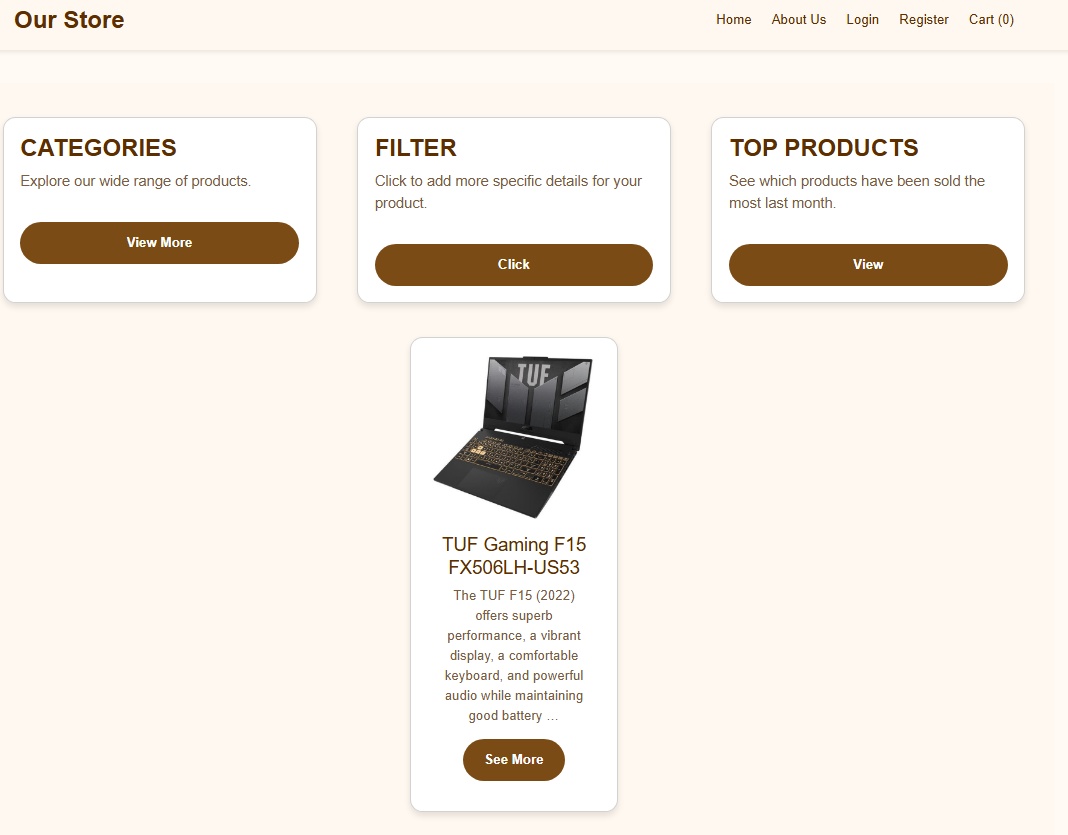 Our Store
Home About Us Login Register Cart (0)
CATEGORIES
Explore our wide range of products.
View More
FILTER
Click to add more specific details for your
product.
Click
TOP PRODUCTS
See which products have been sold the
most last month.
View
TUF
TUF Gaming F15
FX506LH-US53
The TUF F15 (2022)
offers superb
performance, a vibrant
display, a comfortable
keyboard, and powerful
audio while maintaining
good battery …
See More